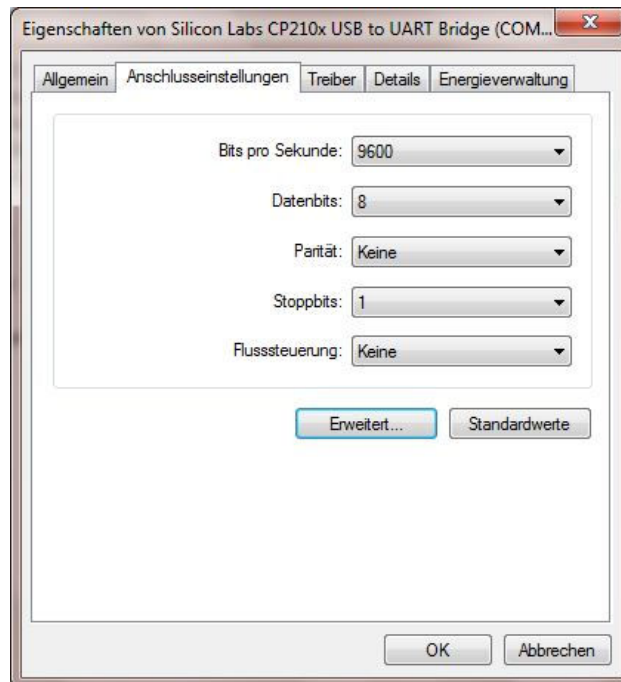 Eigenschaften von Silicon Labs CP210x USB to UART Bridge (COM...
Allgemein Anschlusseinstellungen Treiber Details Energieverwaltung
Bits pro Sekunde: 9600
Datenbits: 8
Parität: Keine
Stoppbits: 1
Flusssteuerung: Keine
Erweitert... Standardwerte
OK Abbrechen